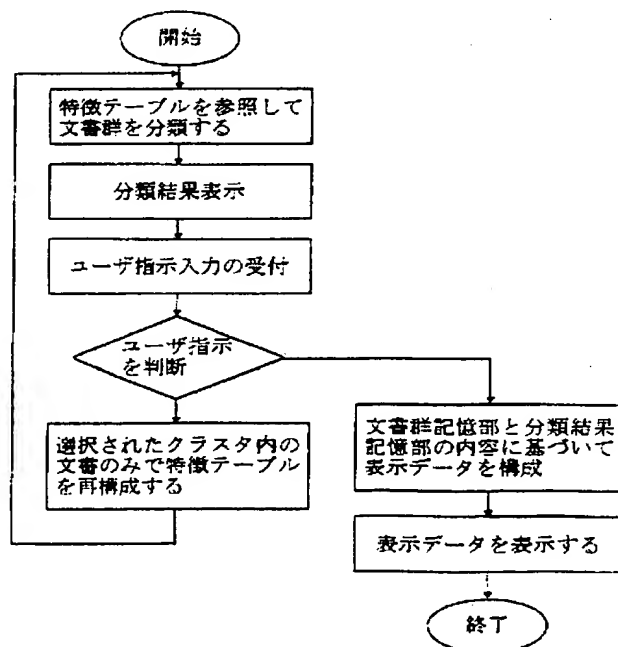 開始
特徴テーブルを参照して
文書群を分類する
分類結果表示
ユーザ指示入力の受付
ユーザ指示
を判断
選択されたクラスタ内の
文書のみで特徴テーブル
を再構成する
文書群記憶部と分類結果
記憶部の内容に基づいて
表示データを構成
表示データを表示する
終了